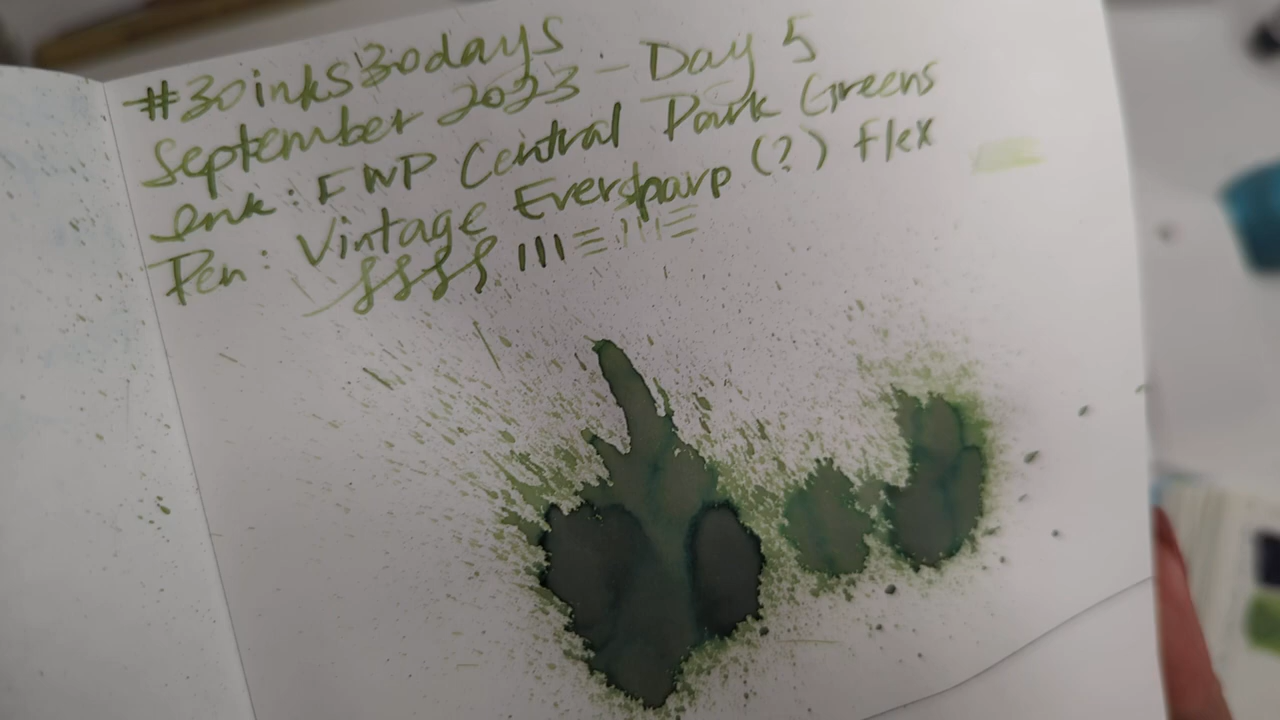 #30inks30days
September 2023 - Day 5
Ink: FWP Central Park Greens
Pen: Vintage Eversharp (?) flex